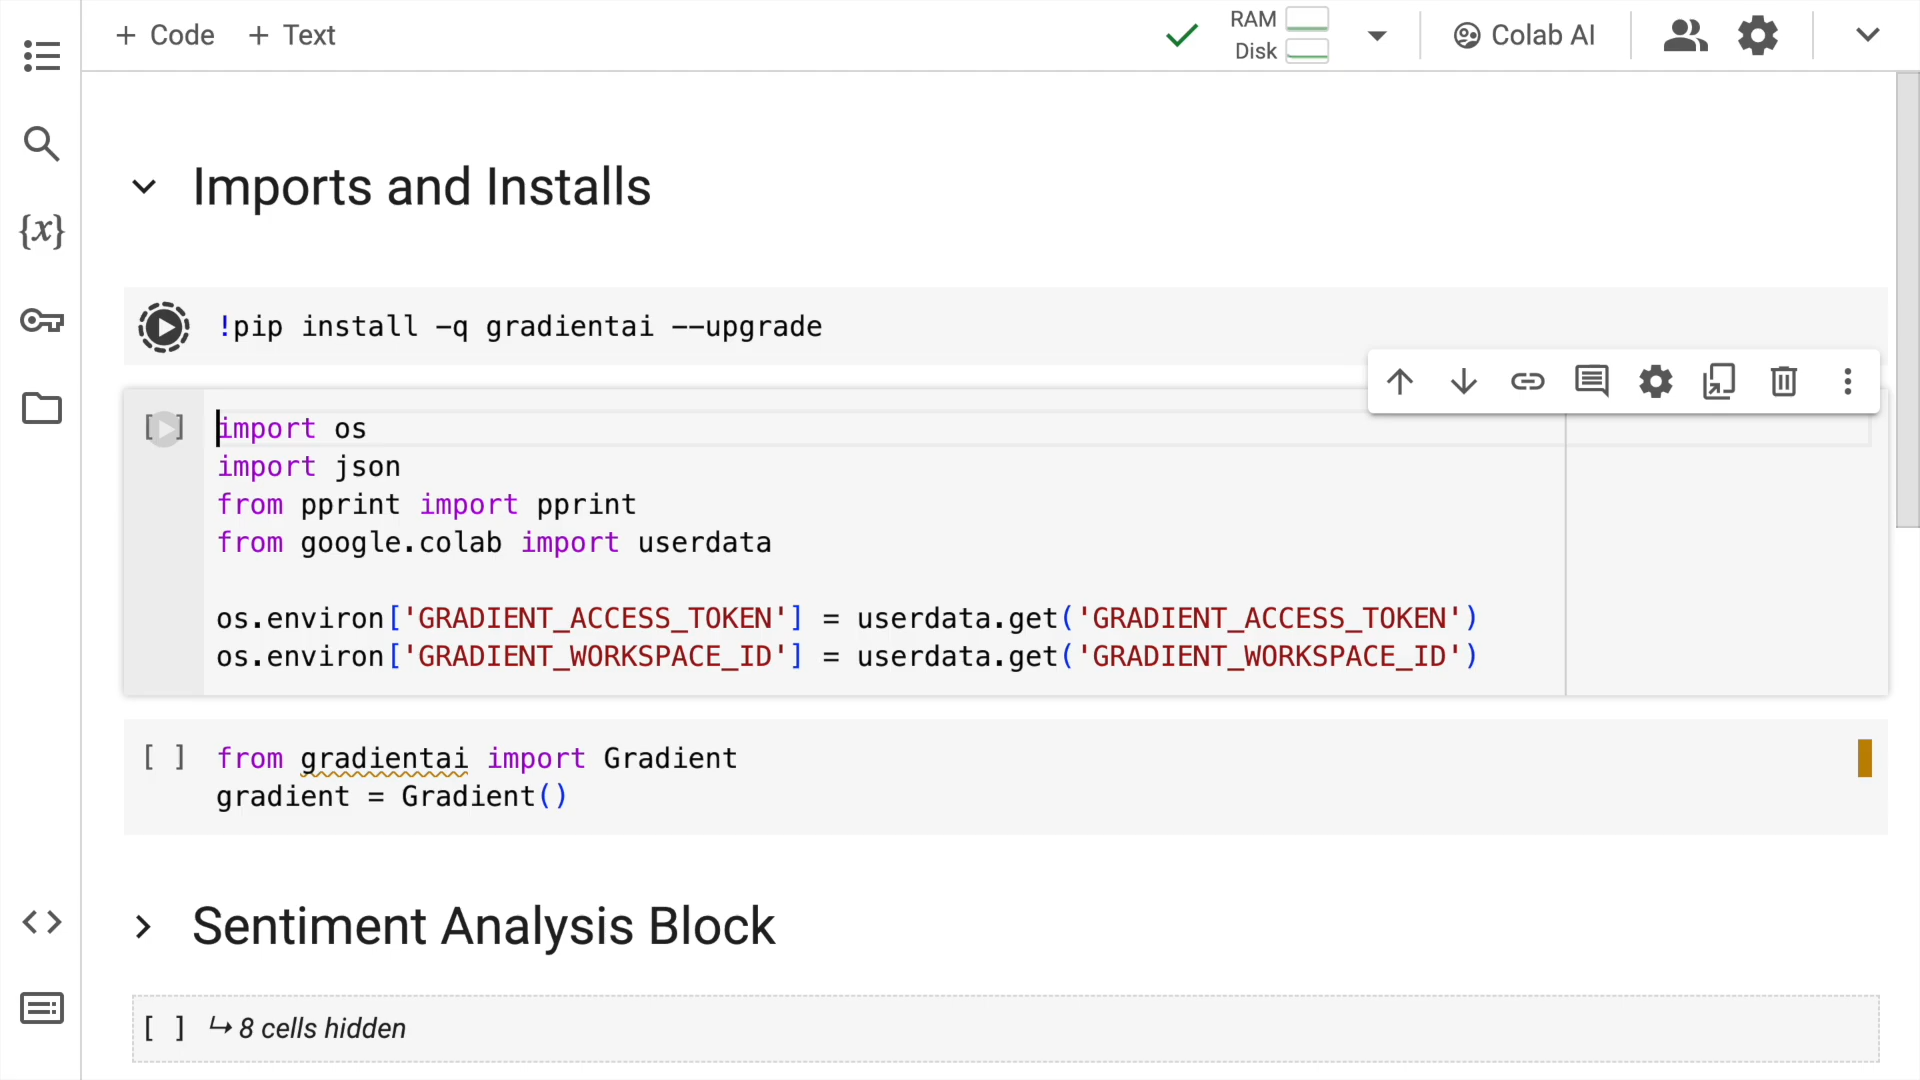 + Code + Text
RAM
Disk
Colab AI
{x}
Imports and Installs
!pip install -q gradientai --upgrade
[ ] import os
import json
from pprint import pprint
from google.colab import userdata
os.environ['GRADIENT_ACCESS_TOKEN'] = userdata.get('GRADIENT_ACCESS_TOKEN')
os.environ['GRADIENT_WORKSPACE_ID'] = userdata.get('GRADIENT_WORKSPACE_ID')
[ ] from gradientai import Gradient
gradient = Gradient()
Sentiment Analysis Block
[ ] ↳ 8 cells hidden